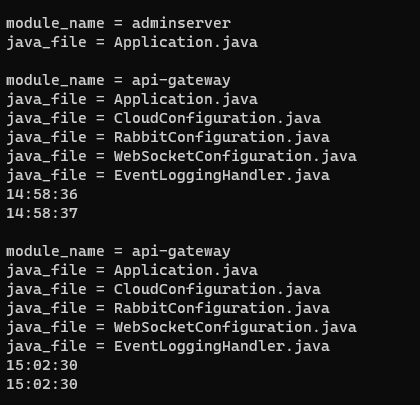 module_name = adminserver
java_file = Application.java
module_name = api-gateway
java_file = Application.java
java_file = CloudConfiguration.java
java_file = RabbitConfiguration.java
java_file = WebSocketConfiguration.java
java_file = EventLoggingHandler.java
14:58:36
14:58:37
module_name = api-gateway
java_file = Application.java
java_file = CloudConfiguration.java
java_file = RabbitConfiguration.java
java_file = WebSocketConfiguration.java
java_file = EventLoggingHandler.java
15:02:30
15:02:30